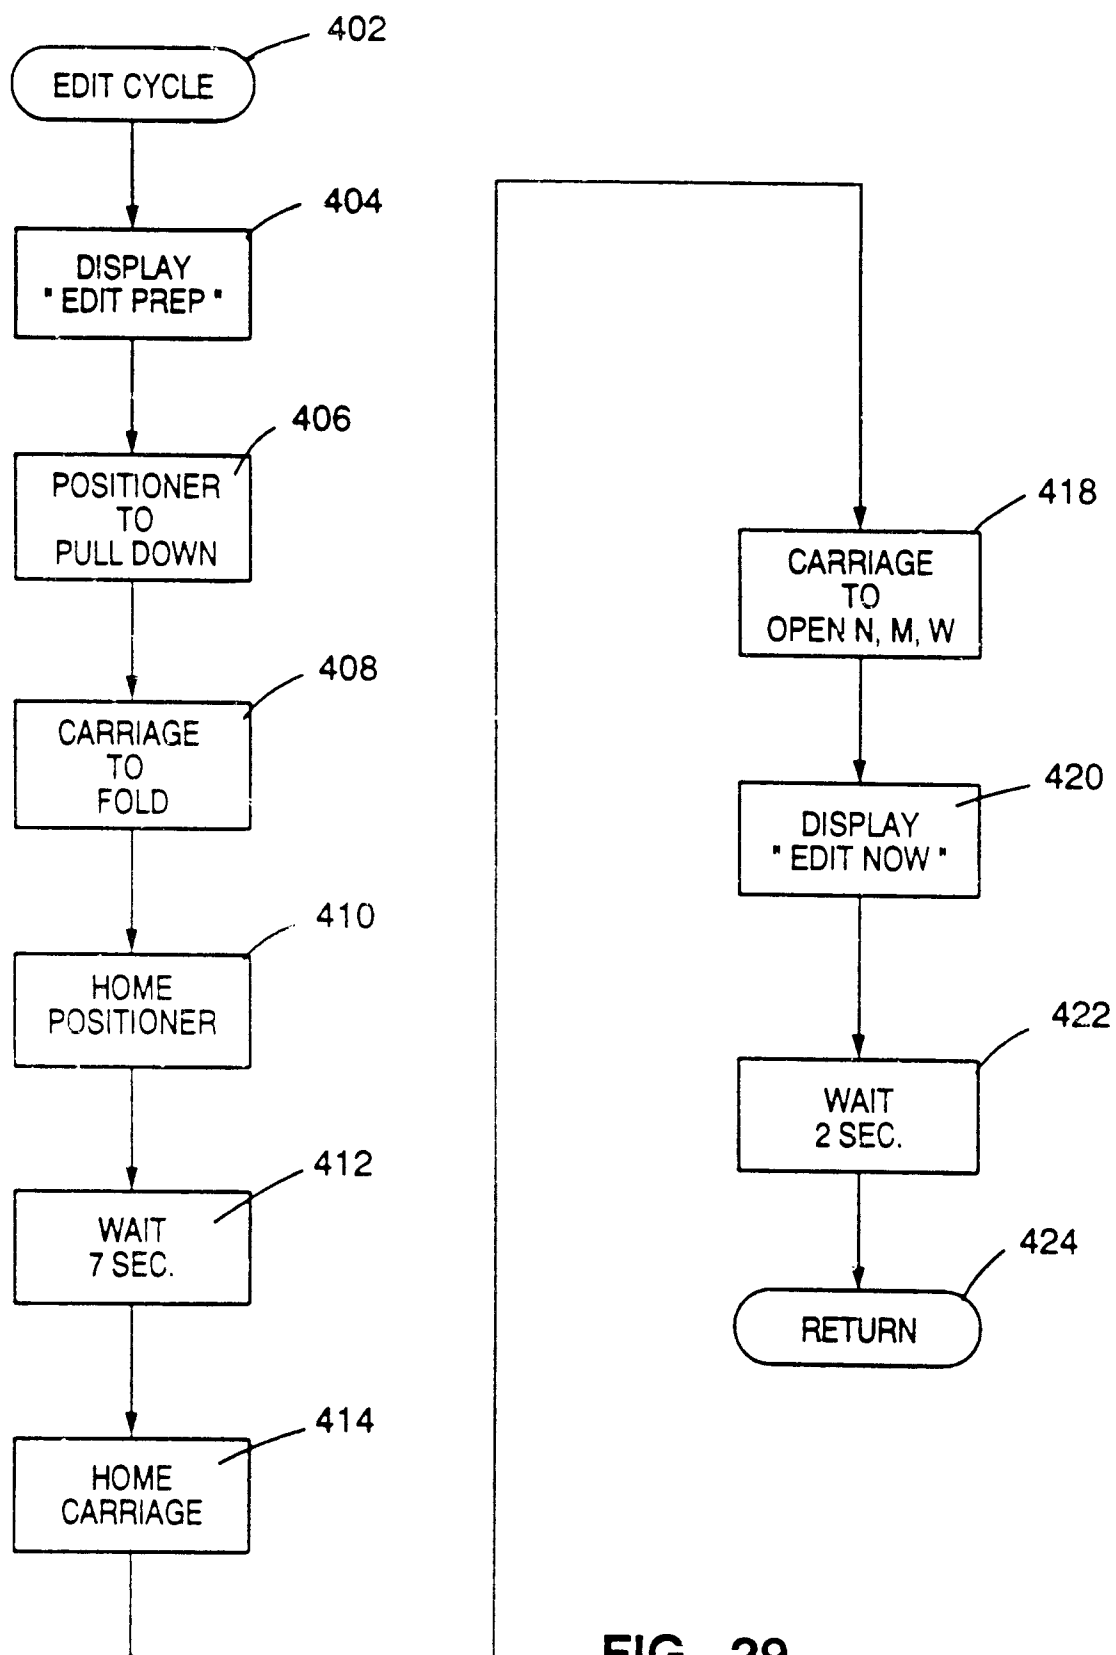 402
EDIT CYCLE
404
DISPLAY
" EDIT PREP "
406
POSITIONER
TO
PULL DOWN
408
CARRIAGE
TO
FOLD
410
HOME
POSITIONER
412
WAIT
7 SEC.
414
HOME
CARRIAGE
418
CARRIAGE
TO
OPEN N, M, W
420
DISPLAY
" EDIT NOW "
422
WAIT
2 SEC.
424
RETURN
FIG. 29